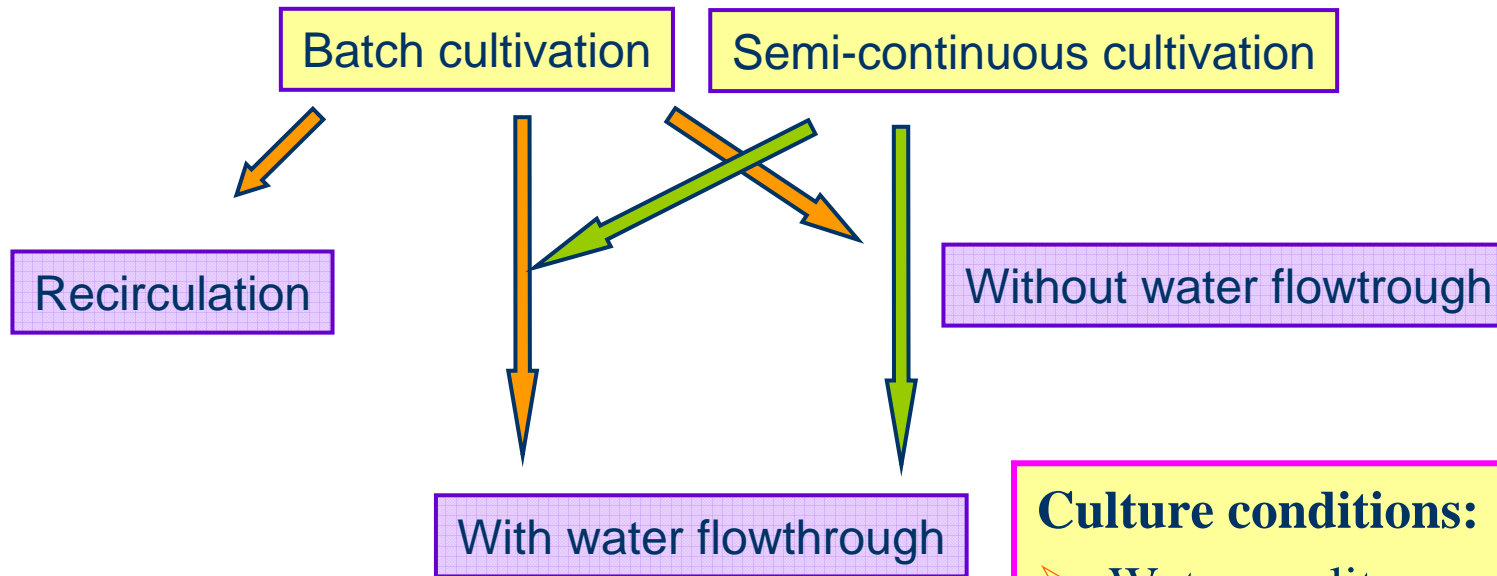 Batch cultivation
Semi-continuous cultivation
Recirculation
Without water flowtrough
With water flowthrough
Culture conditions: